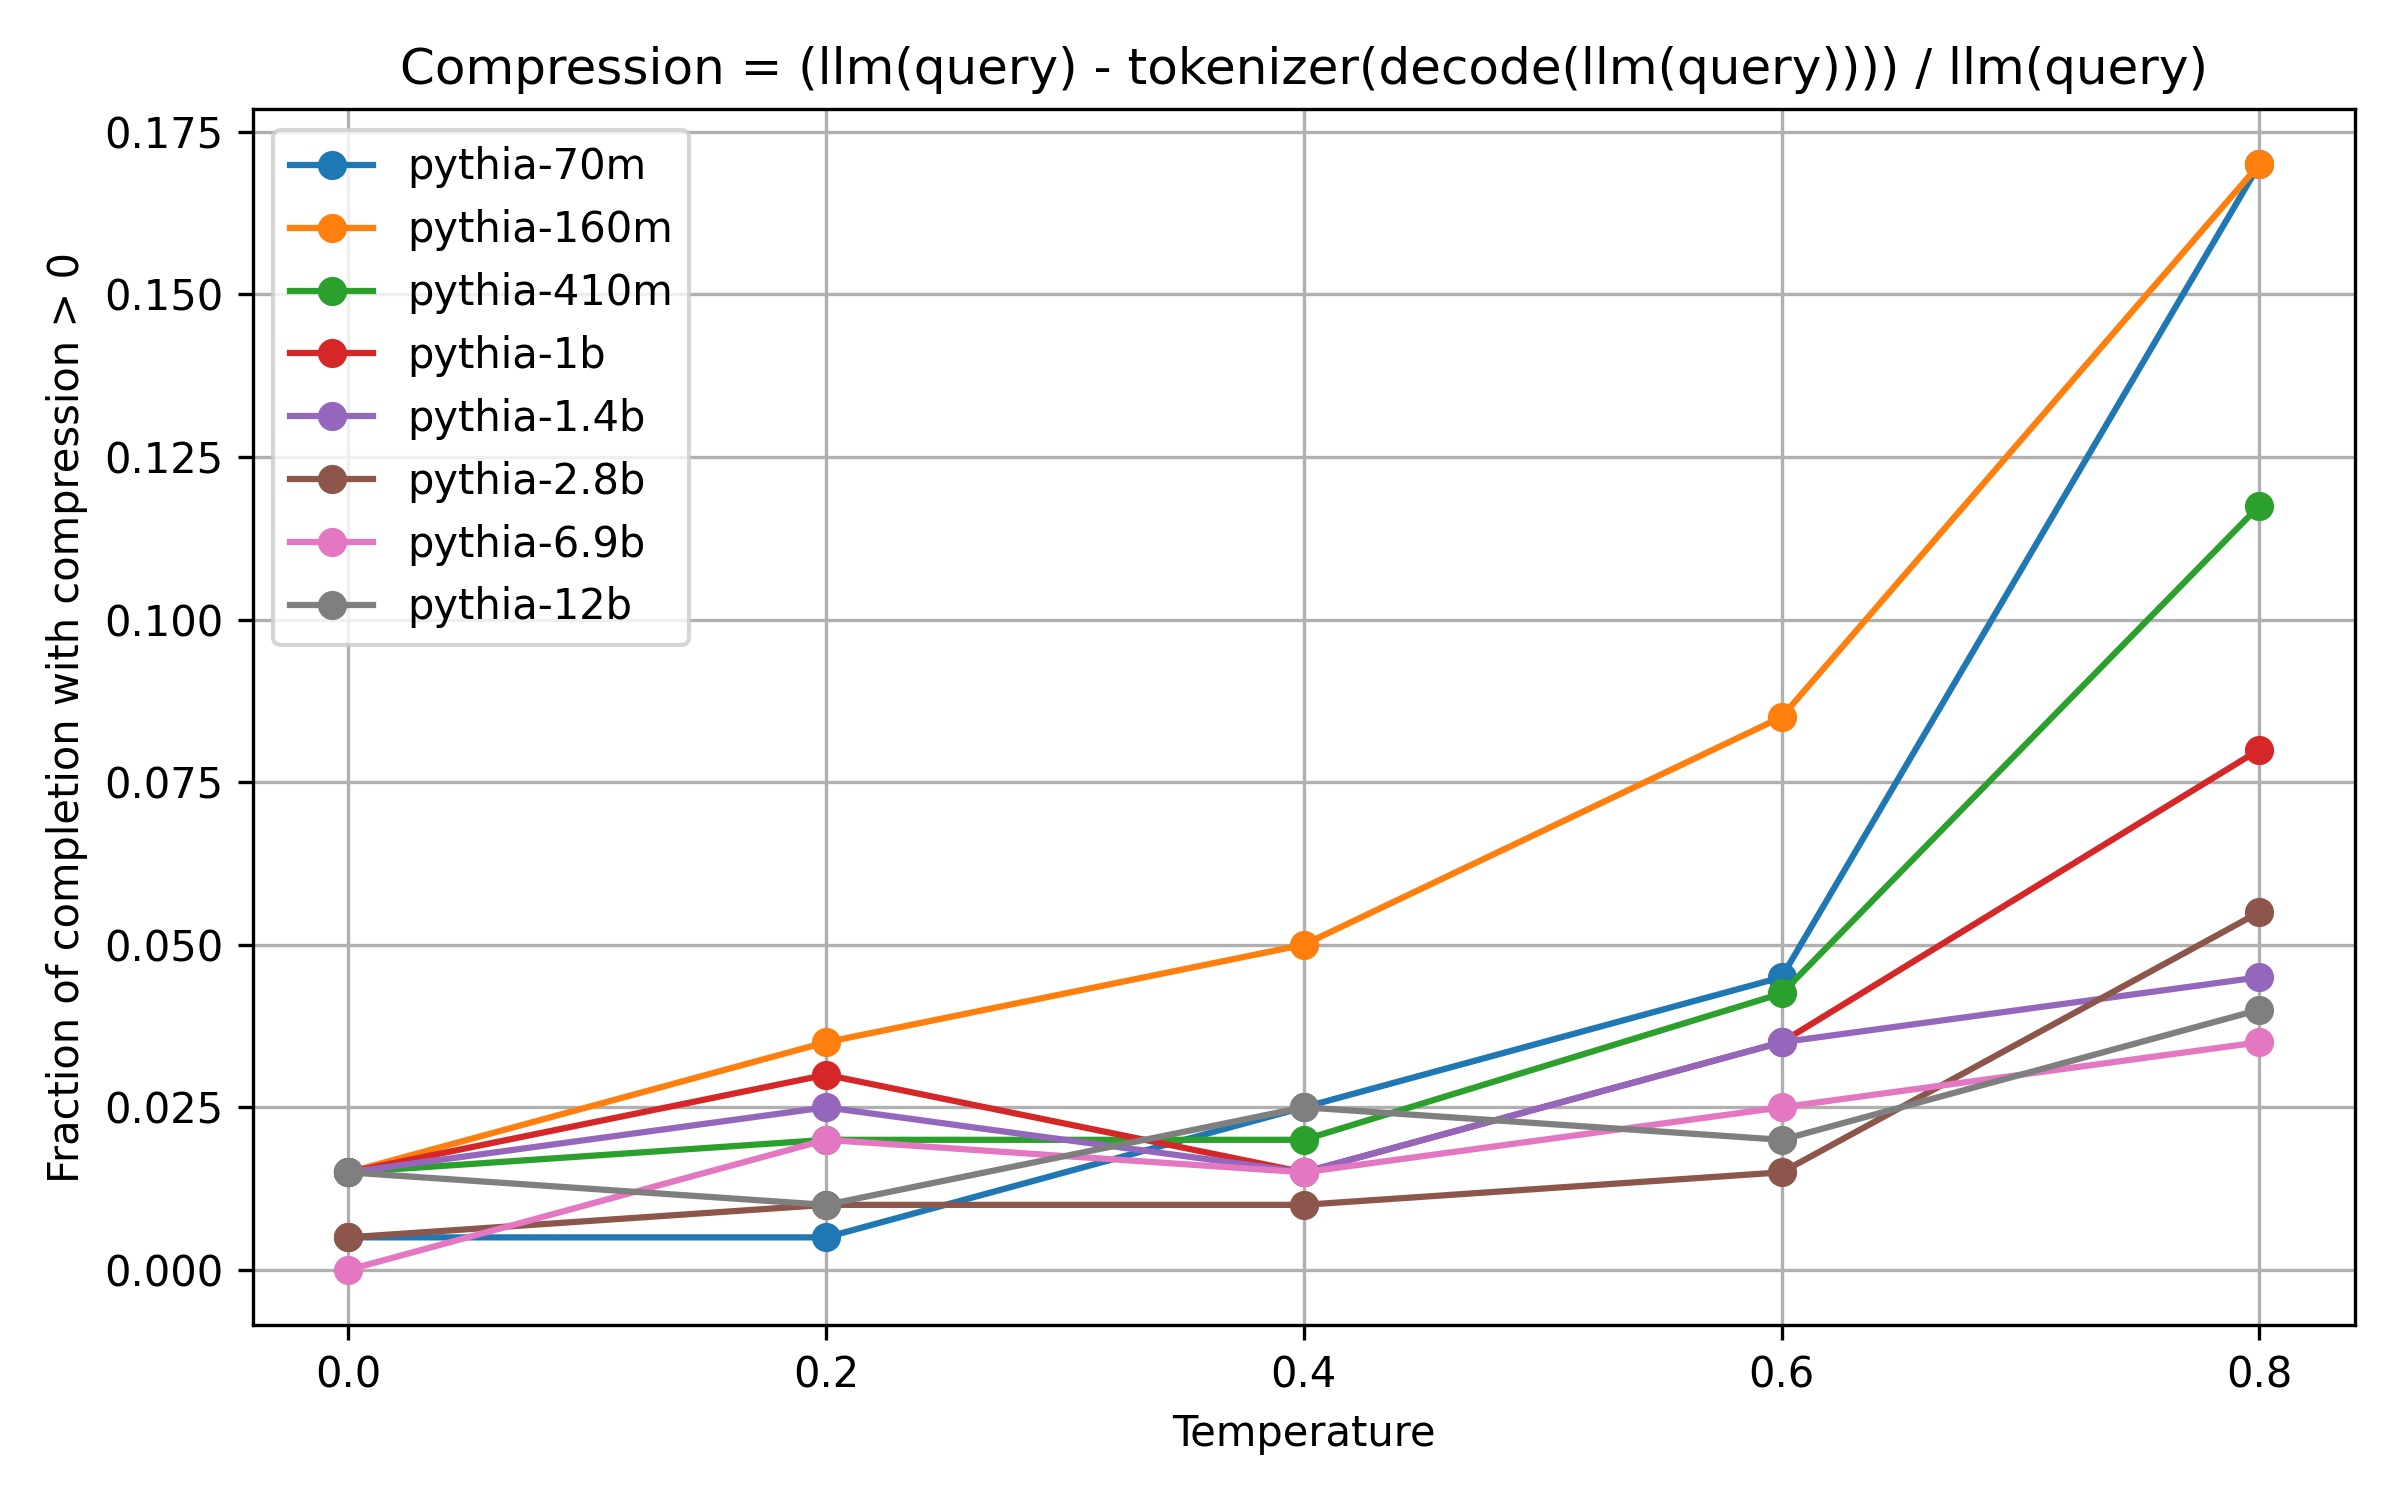 Compression = (llm(query) - tokenizer(decode(llm(query)))) / llm(query)
Fraction of completion with compression > 0
0.175
0.150
0.125
0.100
0.075
0.050
0.025
0.000
pythia-70m
pythia-160m
pythia-410m
pythia-1b
pythia-1.4b
pythia-2.8b
pythia-6.9b
pythia-12b
0.0 0.2 0.4 0.6 0.8
Temperature